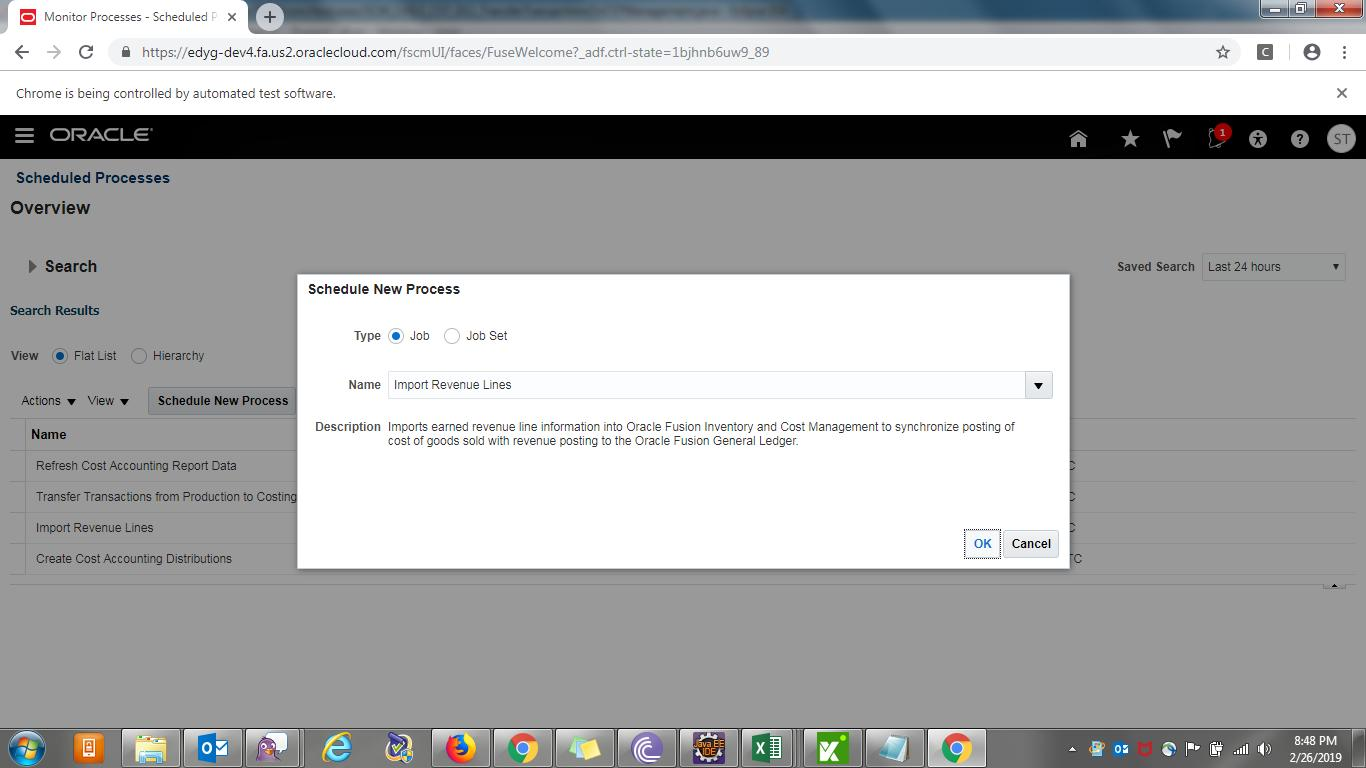 Monitor Processes - Scheduled P
https://edyg-dev4.fa.us2.oraclecloud.com/fscmUI/faces/FuseWelcome?_adf.ctrl-state=1bjhnb6uw9_89
C
Chrome is being controlled by automated test software.
ORACLE
1
ST
Scheduled Processes
Overview
Search
Saved Search Last 24 hours
Search Results
View Flat List Hierarchy
Actions View Schedule New Process
Name
Refresh Cost Accounting Report Data
Transfer Transactions from Production to Costing
Import Revenue Lines
Create Cost Accounting Distributions TC
Schedule New Process
Type Job Job Set
Name Import Revenue Lines
Description Imports earned revenue line information into Oracle Fusion Inventory and Cost Management to synchronize posting of
cost of goods sold with revenue posting to the Oracle Fusion General Ledger.
OK Cancel
Java EE
IDE
8:48 PM
2/26/2019